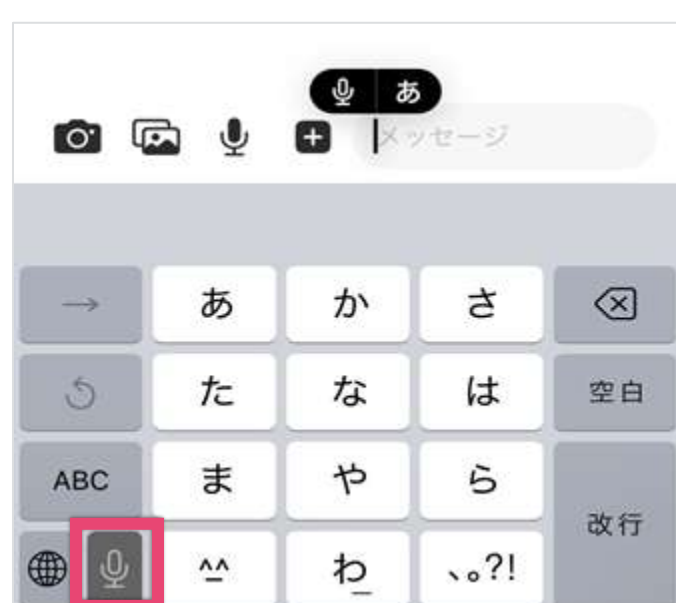 あ
メッセージ
→ あ か さ
た な は 空白
ABC ま や ら 改行
^^ わ_ 、。?!